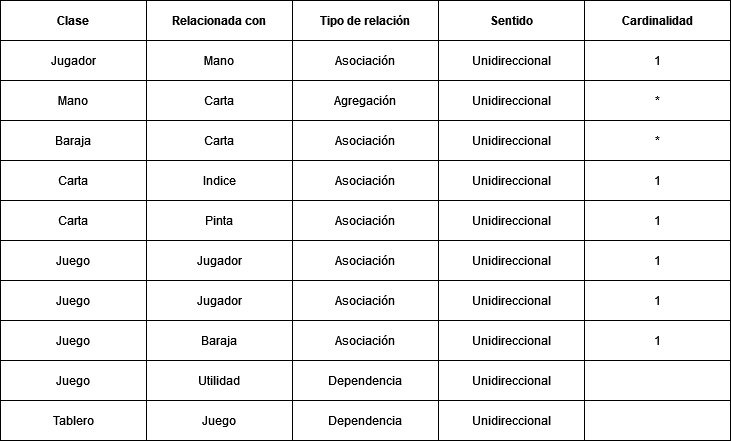 Clase Relacionada con Tipo de relación Sentido Cardinalidad
Jugador Mano Asociación Unidireccional 1
Mano Carta Agregación Unidireccional *
Baraja Carta Asociación Unidireccional *
Carta Indice Asociación Unidireccional 1
Carta Pinta Asociación Unidireccional 1
Juego Jugador Asociación Unidireccional 1
Juego Jugador Asociación Unidireccional 1
Juego Baraja Asociación Unidireccional 1
Juego Utilidad Dependencia Unidireccional
Tablero Juego Dependencia Unidireccional